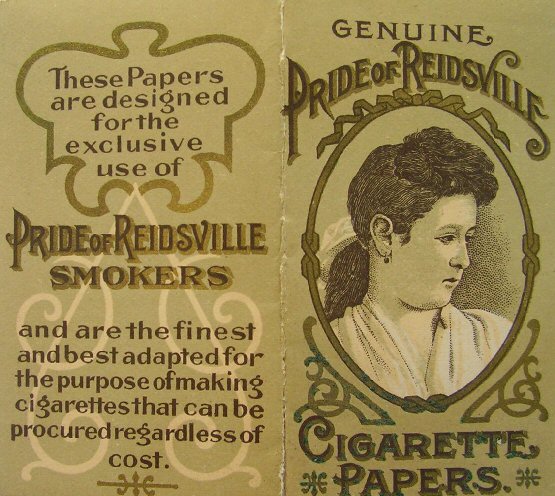 These Papers
are designed
for the
exclusive
use of
PRIDE OF REIDSVILLE
SMOKERS
and are the finest
and best adapted for
the purpose of making
cigarettes that can be
procured regardless of
cost.
GENUINE
PRIDE OF REIDSVILLE
CIGARETTE
PAPERS.